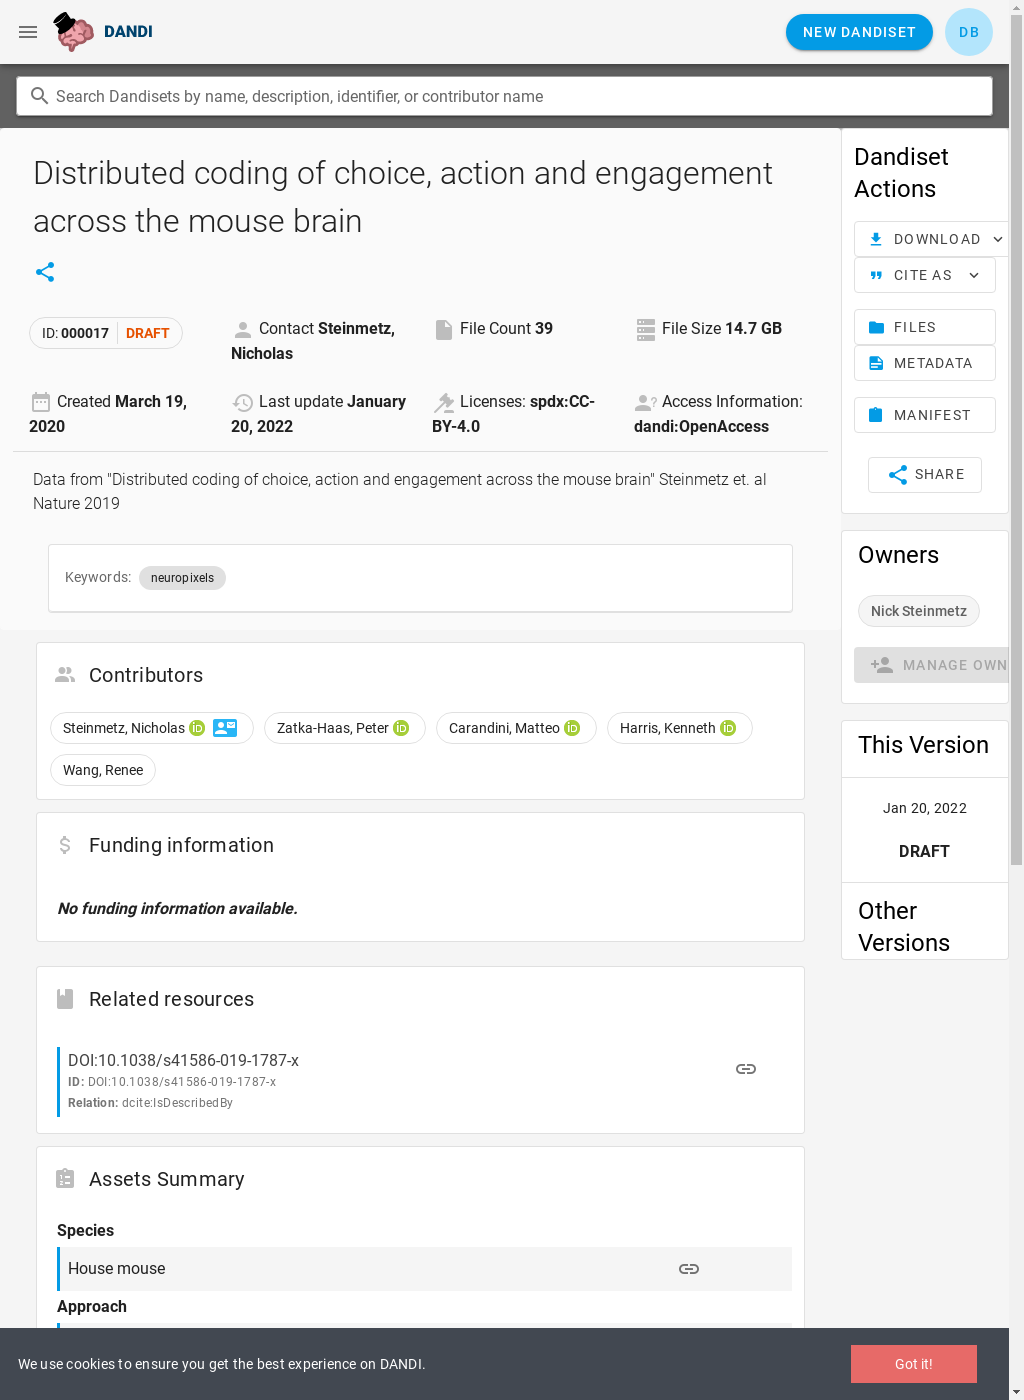 DANDI
NEW DANDISET
DB
Search Dandisets by name, description, identifier, or contributor name
Distributed coding of choice, action and engagement
across the mouse brain
ID: 000017 DRAFT
Contact Steinmetz,
Nicholas
File Count 39
File Size 14.7 GB
Created March 19,
2020
Last update January
20, 2022
Licenses: spdx:CC-
BY-4.0
Access Information:
dandi:OpenAccess
Data from "Distributed coding of choice, action and engagement across the mouse brain" Steinmetz et. al
Nature 2019
Keywords: neuropixels
Contributors
Steinmetz, Nicholas iD
Zatka-Haas, Peter iD
Carandini, Matteo iD
Harris, Kenneth iD
Wang, Renee
Funding information
No funding information available.
Related resources
DOI:10.1038/s41586-019-1787-x
ID: DOI:10.1038/s41586-019-1787-x
Relation: dcite:IsDescribedBy
Assets Summary
Species
House mouse
Approach
Dandiset
Actions
DOWNLOAD
CITE AS
FILES
METADATA
MANIFEST
SHARE
Owners
Nick Steinmetz
MANAGE OWN
This Version
Jan 20, 2022
DRAFT
Other
Versions
We use cookies to ensure you get the best experience on DANDI.
Got it!